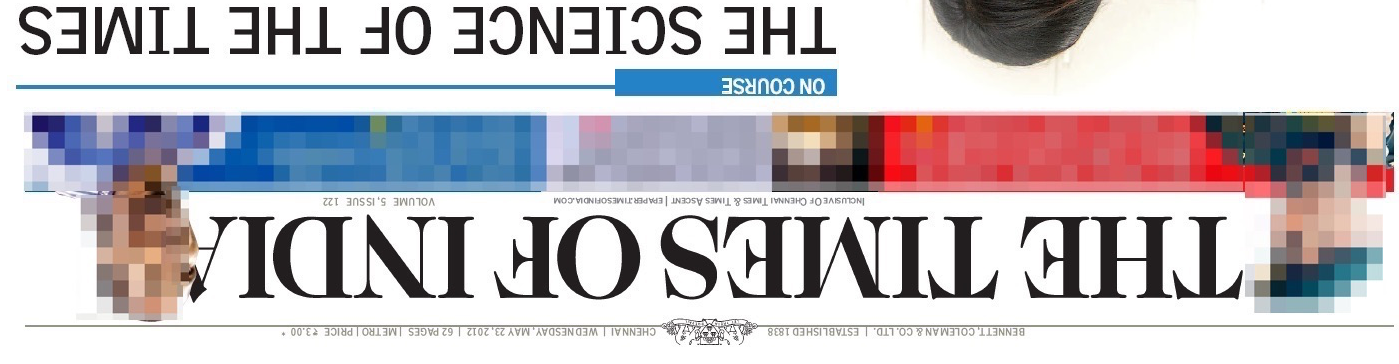 BENNETT, COLEMAN & CO. LTD. | ESTABLISHED 1838 CHENNAI | WEDNESDAY, MAY 23, 2012 | 62 PAGES | METRO | PRICE ₹3.00 *
THE TIMES OF INDIA
INCLUSIVE OF CHENNAI TIMES & TIMES ASCENT | EPAPER.TIMESOFINDIA.COM VOLUME 5, ISSUE 122
ON COURSE
THE SCIENCE OF THE TIMES